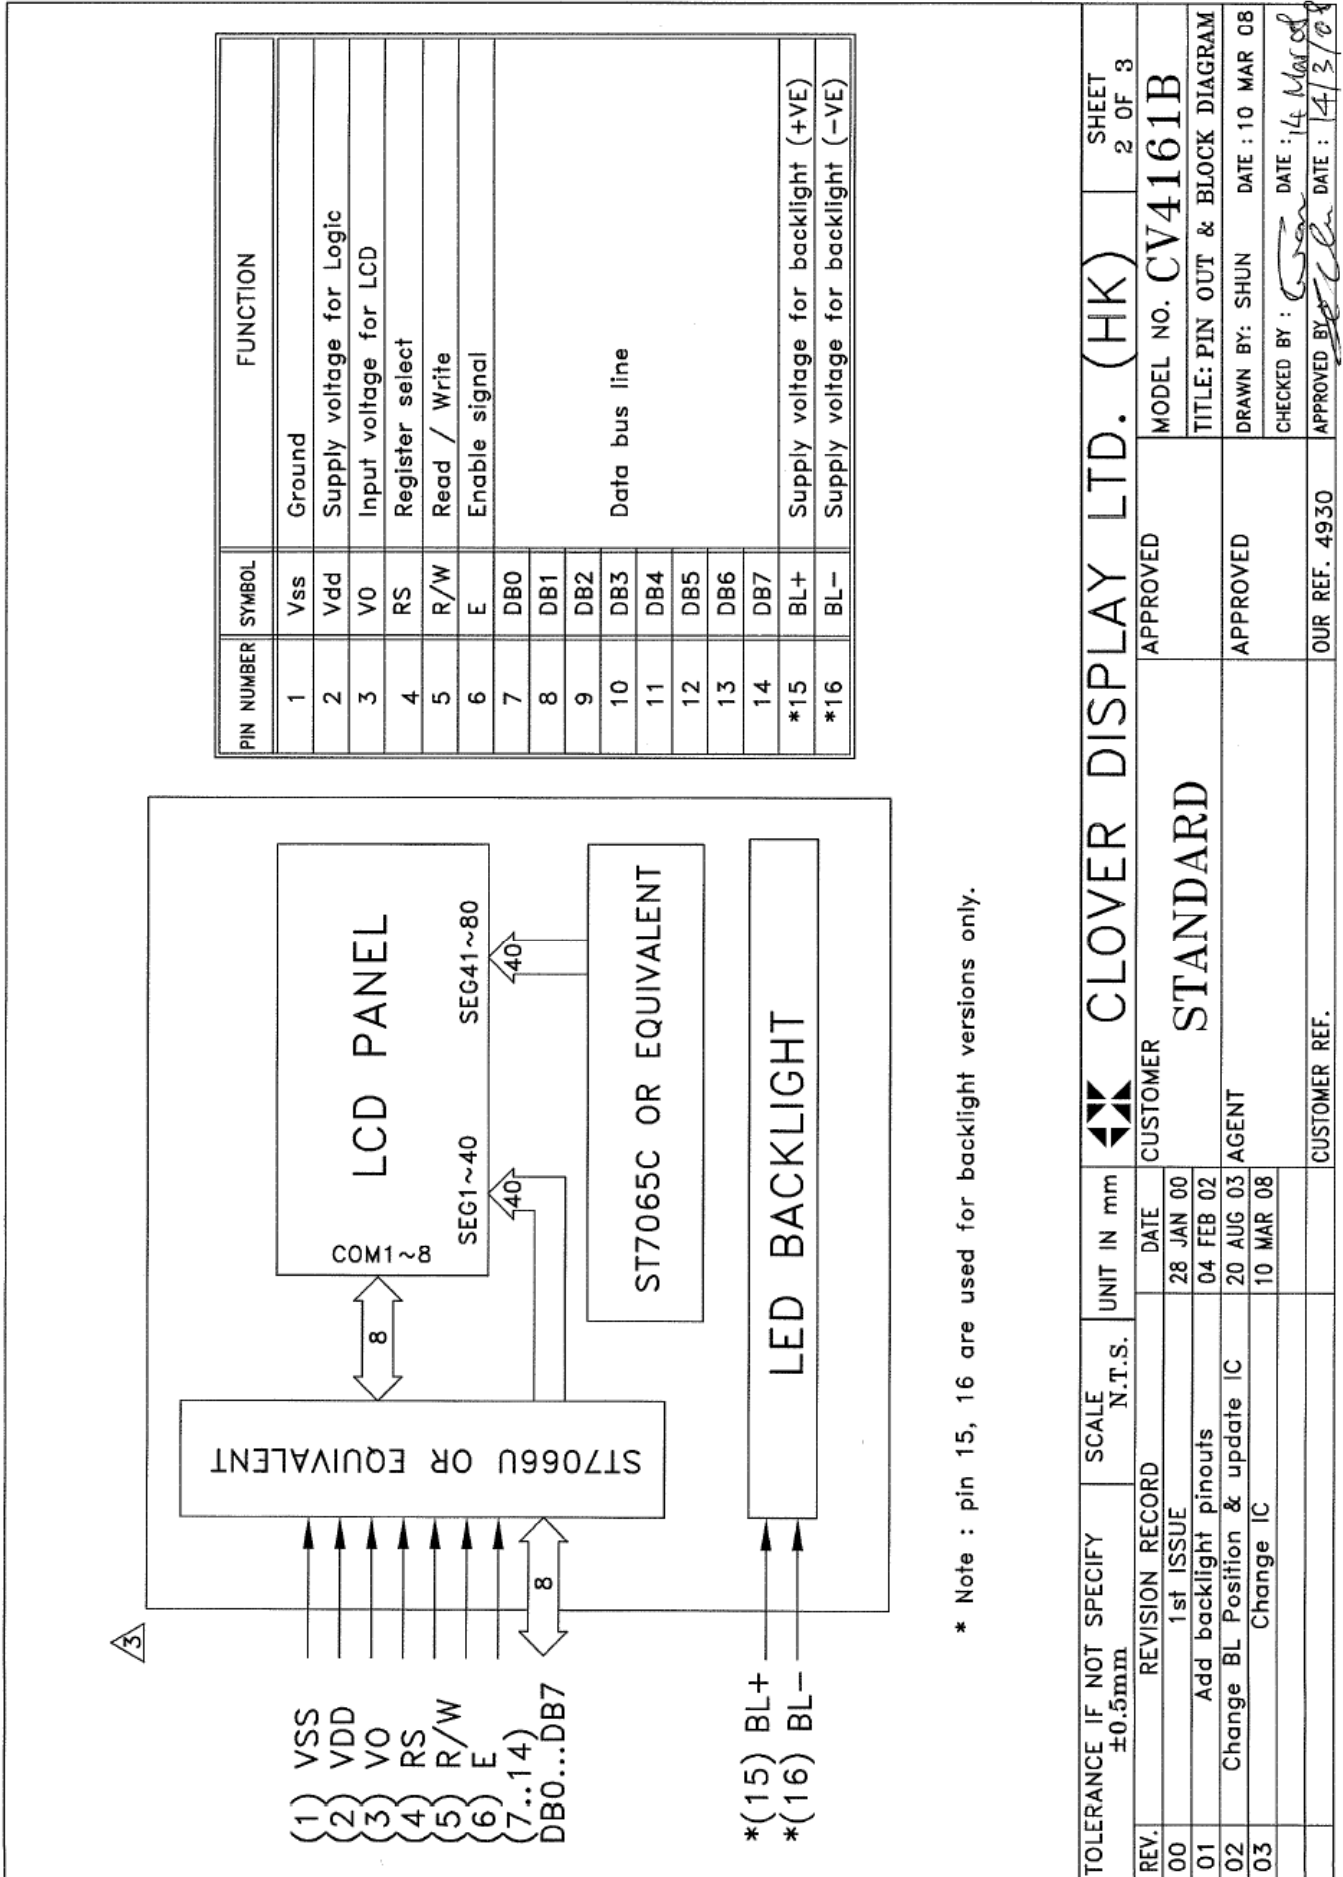 3
(1) VSS
(2) VDD
(3) VO
(4) RS
(5) R/W
(6) E
(7..14)
DB0...DB7
8
*(15) BL+
*(16) BL-
ST7066U OR EQUIVALENT
8
LCD PANEL
COM1~8
SEG1~40
SEG41~80
40
40
ST7065C OR EQUIVALENT
LED BACKLIGHT
PIN NUMBER SYMBOL FUNCTION
1 Vss Ground
2 Vdd Supply voltage for Logic
3 V0 Input voltage for LCD
4 RS Register select
5 R/W Read / Write
6 E Enable signal
7 DB0
8 DB1
9 DB2
10 DB3 Data bus line
11 DB4
12 DB5
13 DB6
14 DB7
*15 BL+ Supply voltage for backlight (+VE)
*16 BL- Supply voltage for backlight (-VE)
* Note : pin 15, 16 are used for backlight versions only.
TOLERANCE IF NOT SPECIFY
±0.5mm
SCALE
N.T.S.
UNIT IN mm
CLOVER DISPLAY LTD. (HK)
SHEET
2 OF 3
REV. REVISION RECORD DATE
00 1st ISSUE 28 JAN 00
01 Add backlight pinouts 04 FEB 02
02 Change BL Position & update IC 20 AUG 03
03 Change IC 10 MAR 08
CUSTOMER
STANDARD
AGENT
CUSTOMER REF.
APPROVED
APPROVED
OUR REF. 4930
MODEL NO. CV4161B
TITLE: PIN OUT & BLOCK DIAGRAM
DRAWN BY: SHUN DATE : 10 MAR 08
CHECKED BY : DATE : 14 Mar 08
APPROVED BY DATE : 14/3/08